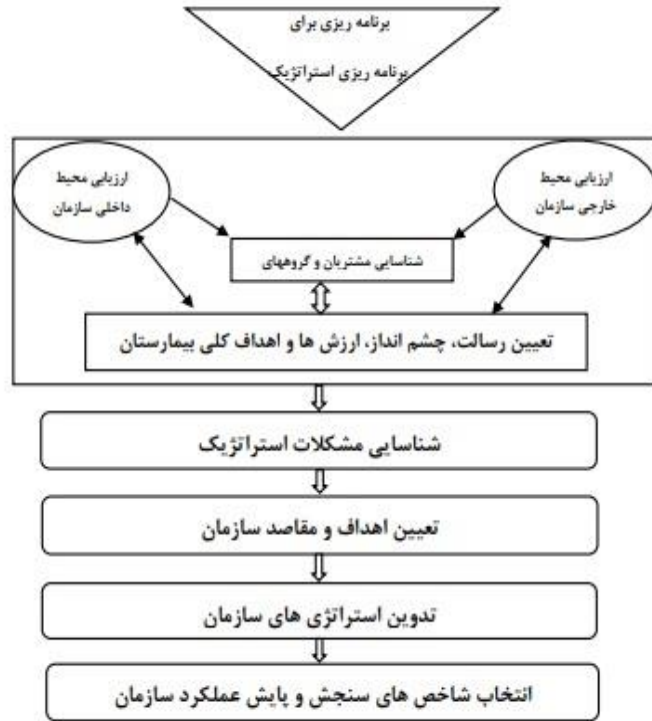 برنامه ریزی برای
برنامه ریزی استراتژیک
ارزیابی محیط
خارجی سازمان
ارزیابی محیط
داخلی سازمان
شناسایی مشتریان و گروههای
تعیین رسالت، چشم انداز، ارزش ها و اهداف کلی بیمارستان
شناسایی مشکلات استراتژیک
تعیین اهداف و مقاصد سازمان
تدوین استراتژی های سازمان
انتخاب شاخص های سنجش و پایش عملکرد سازمان